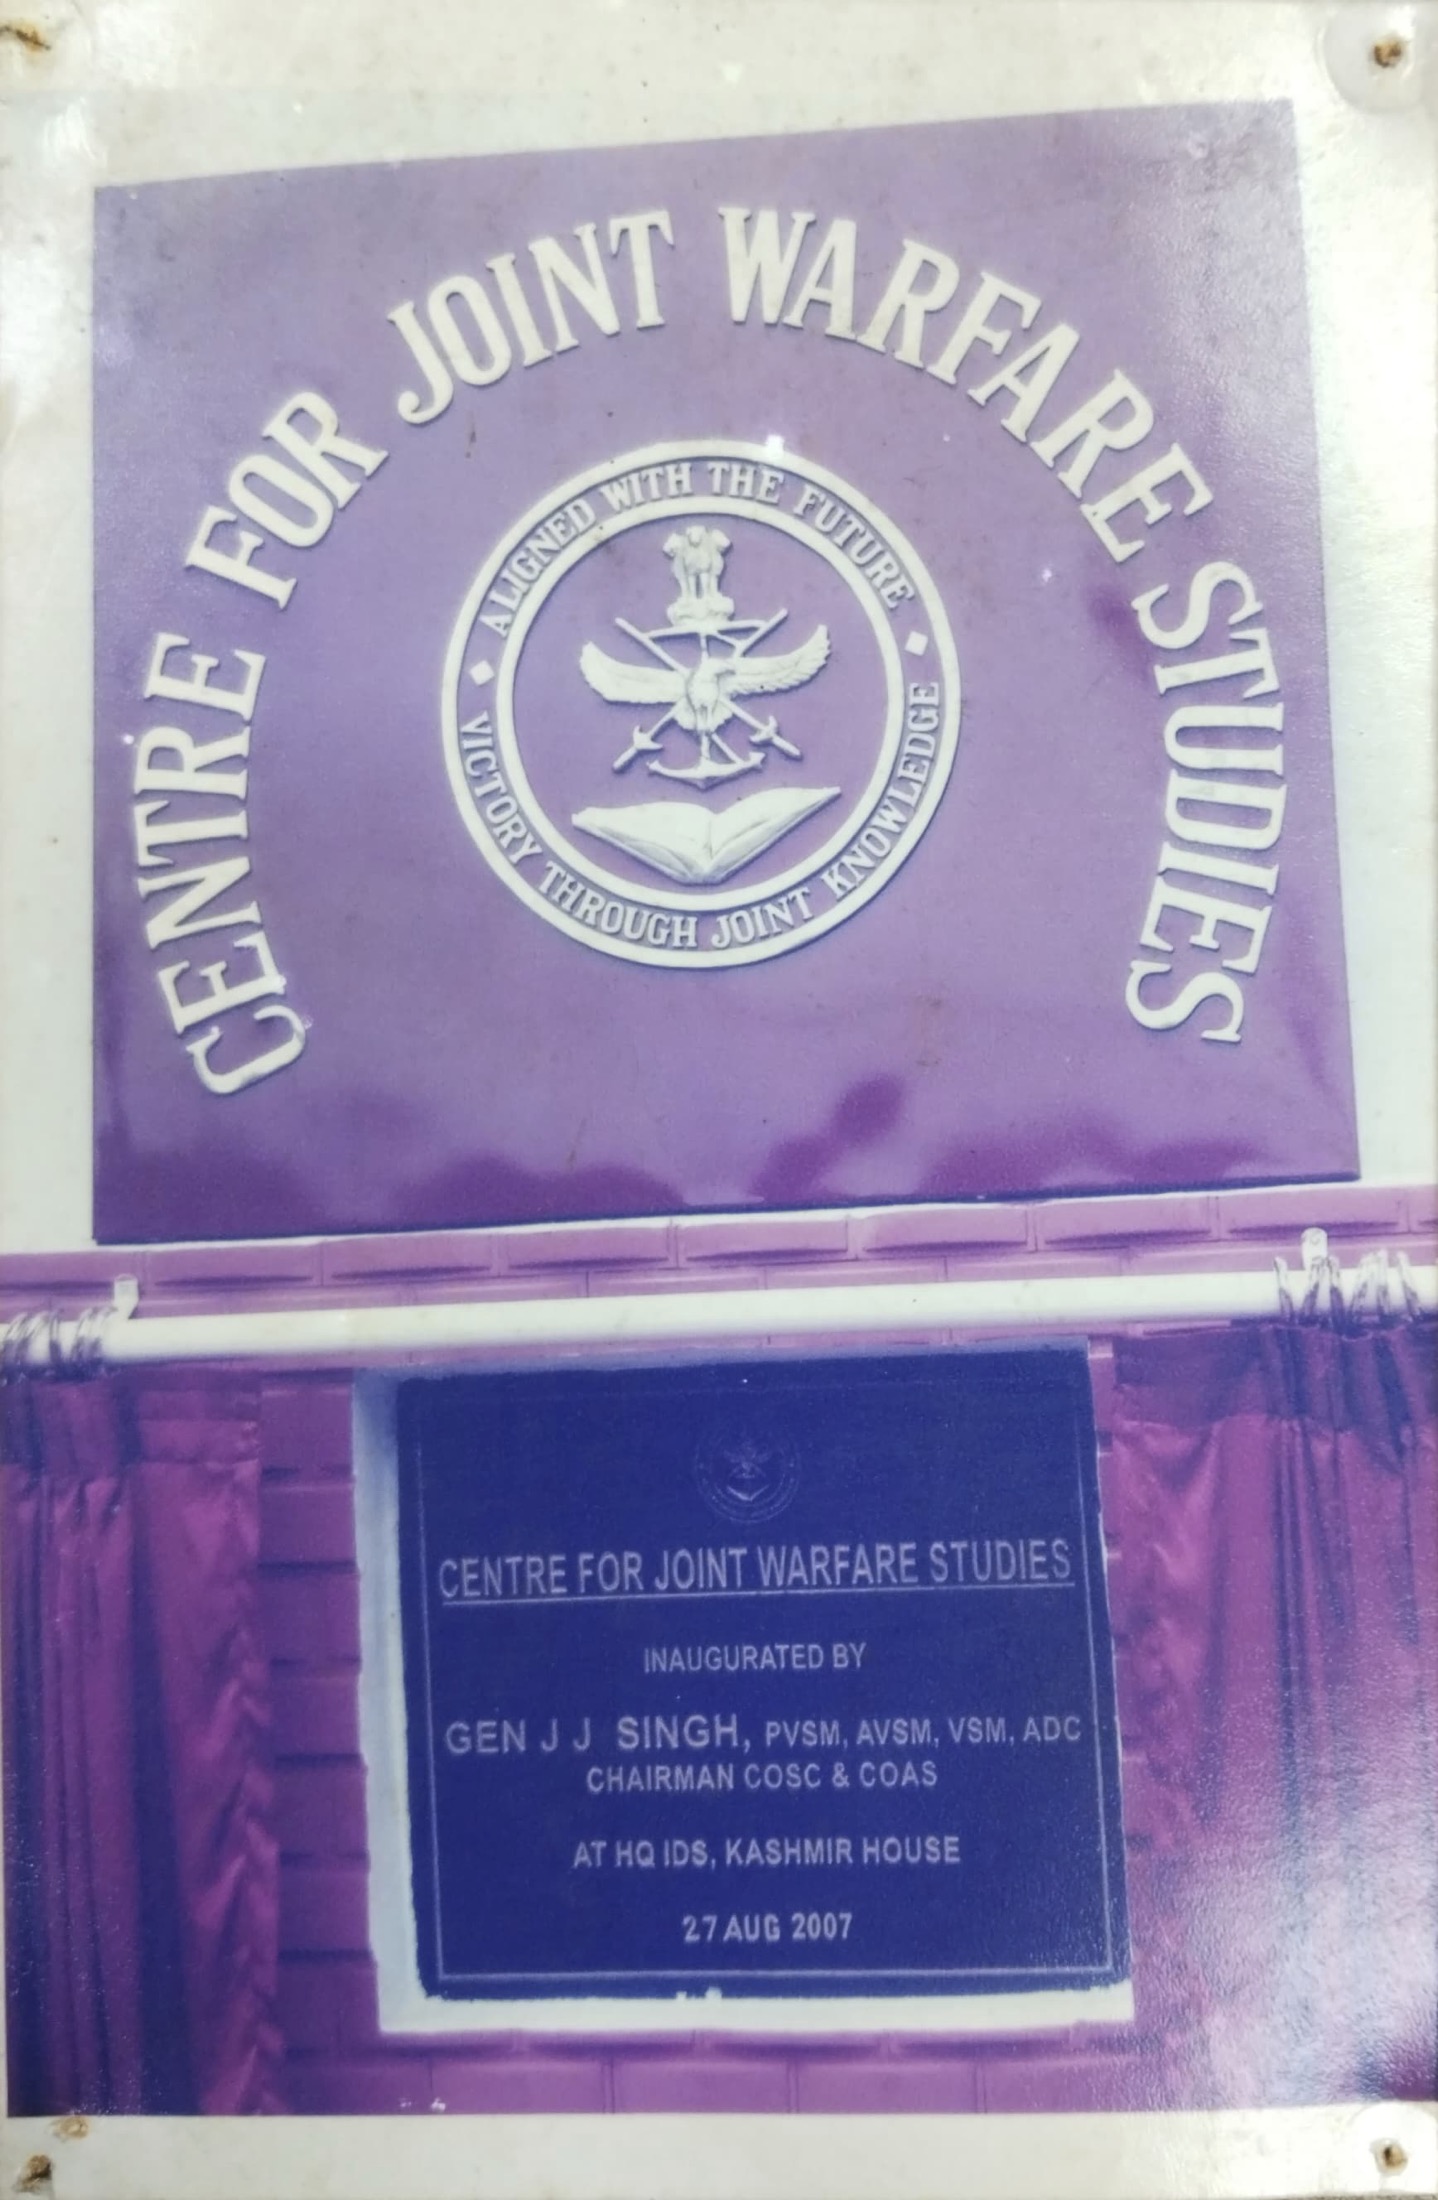 CENTRE FOR JOINT WARFARE STUDIES
ALIGNED WITH THE FUTURE
VICTORY THROUGH JOINT KNOWLEDGE
CENTRE FOR JOINT WARFARE STUDIES
INAUGURATED BY
GEN J J SINGH, PVSM, AVSM, VSM, ADC
CHAIRMAN COSC & COAS
AT HQ IDS, KASHMIR HOUSE
27 AUG 2007